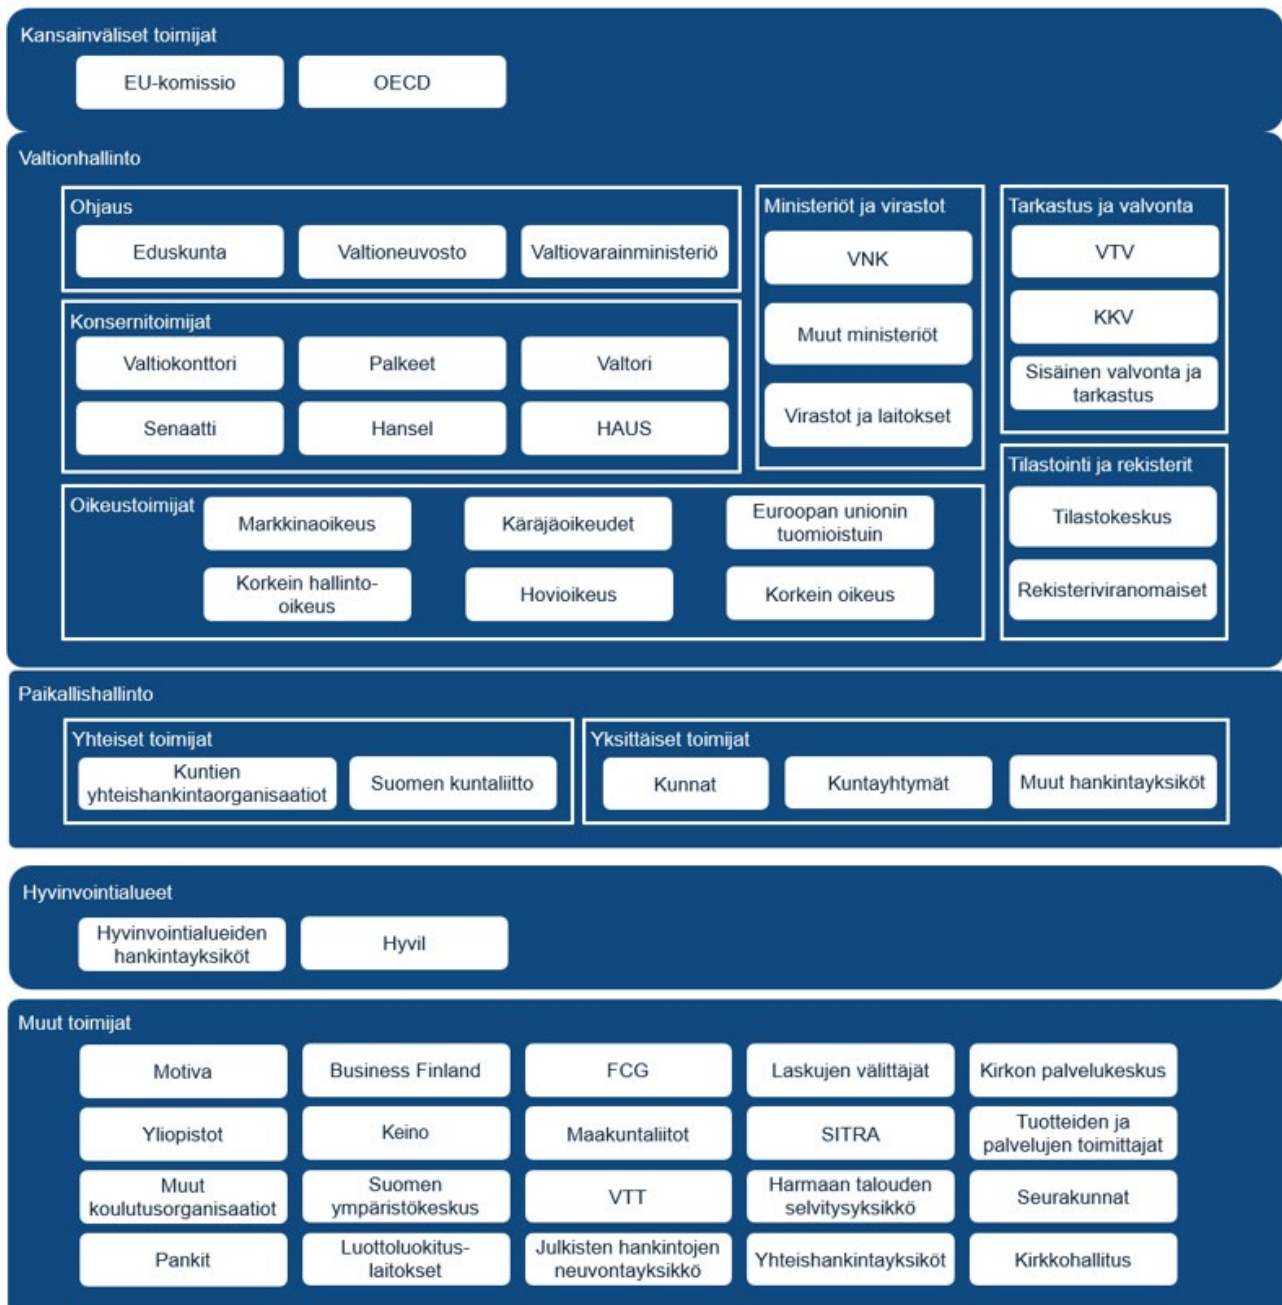 Kansainväliset toimijat
EU-komissio
OECD
Valtionhallinto
Ohjaus
Eduskunta
Valtioneuvosto
Valtiovarainministeriö
Konsernitoimijat
Valtiokonttori
Palkeet
Valtori
Senaatti
Hansel
HAUS
Ministeriöt ja virastot
VNK
Muut ministeriöt
Virastot ja laitokset
Tarkastus ja valvonta
VTV
KKV
Sisäinen valvonta ja
tarkastus
Oikeustoimijat
Markkinaoikeus
Käräjäoikeudet
Euroopan unionin
tuomioistuin
Korkein hallinto-
oikeus
Hovioikeus
Korkein oikeus
Tilastointi ja rekisterit
Tilastokeskus
Rekisteriviranomaiset
Paikallishallinto
Yhteiset toimijat
Kuntien
yhteishankintaorganisaatiot
Suomen kuntaliitto
Yksittäiset toimijat
Kunnat
Kuntayhtymät
Muut hankintayksiköt
Hyvinvointialueet
Hyvinvointialueiden
hankintayksiköt
Hyvil
Muut toimijat
Motiva
Business Finland
FCG
Laskujen välittäjät
Kirkon palvelukeskus
Yliopistot
Keino
Maakuntaliitot
SITRA
Tuotteiden ja
palvelujen toimittajat
Muut
koulutusorganisaatiot
Suomen
ympäristökeskus
VTT
Harmaan talouden
selvitysyksikkö
Seurakunnat
Pankit
Luottoluokitus-
laitokset
Julkisten hankintojen
neuvontayksikkö
Yhteishankintayksiköt
Kirkkohallitus